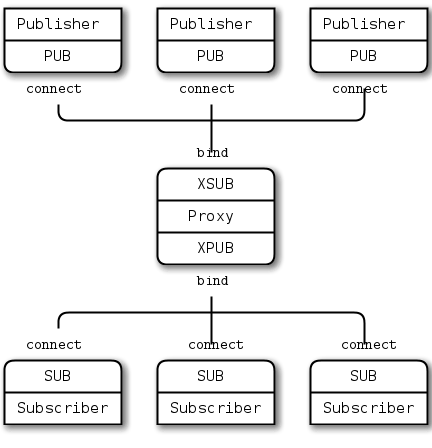 Publisher Publisher Publisher
PUB PUB PUB
connect connect connect
bind
XSUB
Proxy
XPUB
bind
connect connect connect
SUB SUB SUB
Subscriber Subscriber Subscriber